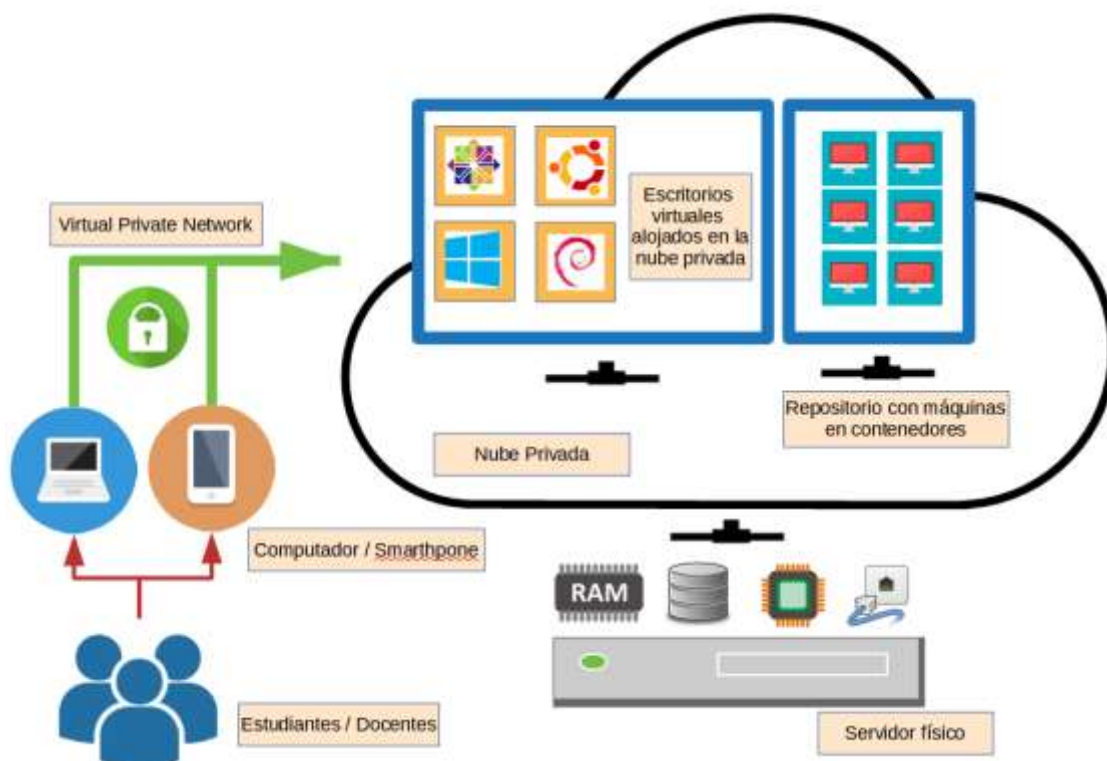 Escritorios
virtuales
alojados en la
nube privada
Virtual Private Network
Repositorio con máquinas
en contenedores
Nube Privada
Computador / Smarthpone
RAM
Estudiantes / Docentes
Servidor físico